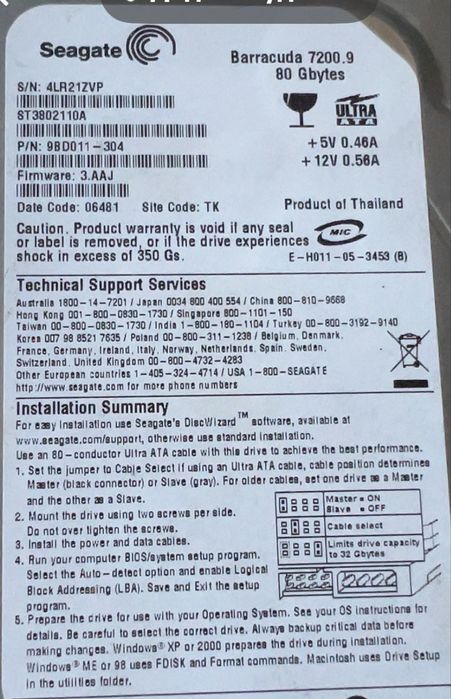 Seagate
Barracuda 7200.9
80 Gbytes
S/N: 4LR21ZVP
ST3802110A
ULTRA
ATA
P/N: 9BD011-304
+5V 0.46A
+12V 0.56A
Firmware: 3.AAJ
Date Code: 06481 Site Code: TK Product of Thailand
Caution. Product warranty is void if any seal
or label is removed, or if the drive experiences
shock in excess of 350 Gs.
MIC
E-H011-05-3453 (B)
Technical Support Services
Australia 1800-14-7201 / Japan 0034 800 400 554 / China 800-810-9668
Hong Kong 001-800-0830-1730 / Singapore 800-1101-150
Taiwan 00-800-0830-1730 / India 1-800-180-1104 / Turkey 00-800-3192-9140
Korea 007 98 8521 7635 / Poland 00-800-311-1238 / Belgium, Denmark,
France, Germany, Ireland, Italy, Norway, Netherlands, Spain, Sweden,
Switzerland, United Kingdom 00-800-4732-4283
Other European countries 1-405-324-4714 / USA 1-800-SEAGATE
http://www.seagate.com for more phone numbers
Installation Summary
For easy installation use Seagate's DiscWizard™ software, available at
www.seagate.com/support, otherwise use standard installation.
Use an 80-conductor Ultra ATA cable with this drive to achieve the best performance.
1. Set the jumper to Cable Select if using an Ultra ATA cable, cable position determines
Master (black connector) or Slave (gray). For older cables, set one drive as a Master
and the other as a Slave.
2. Mount the drive using two screws per side.
Do not over tighten the screws.
3. Install the power and data cables.
4. Run your computer BIOS/system setup program.
Select the Auto-detect option and enable Logical
Block Addressing (LBA). Save and Exit the setup
program.
Master = ON
Slave = OFF
Cable select
Limits drive capacity
to 32 Gbytes
5. Prepare the drive for use with your Operating System. See your OS instructions for
details. Be careful to select the correct drive. Always backup critical data before
making changes. Windows® XP or 2000 prepares the drive during installation.
Windows® ME or 98 uses FDISK and Format commands. Macintosh uses Drive Setup
in the utilities folder.